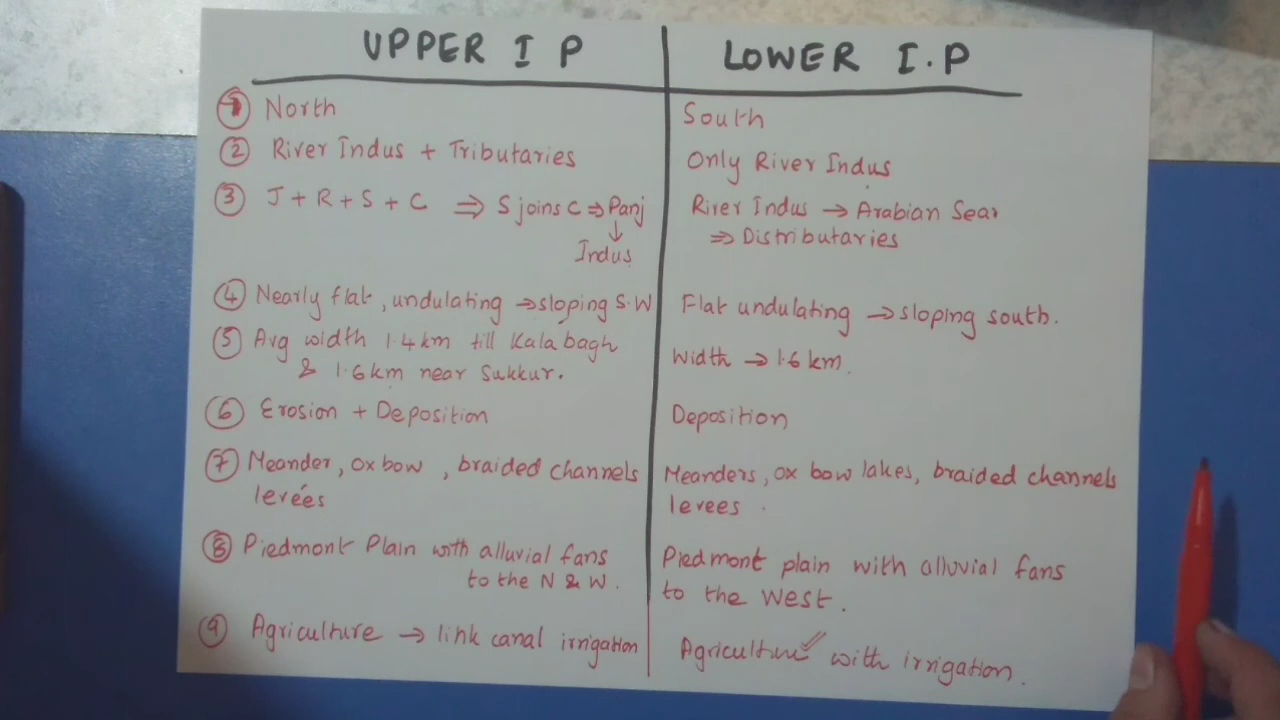 UPPER I P
LOWER I.P
1 North
South
2 River Indus + Tributaries
Only River Indus
3 J + R + S + C ⇒ S joins C ⇒ Panj
↓
Indus
River Indus → Arabian Sea
⇒ Distributaries
4 Nearly flat, undulating → sloping S.W
Flat undulating → sloping south.
5 Avg width 1.4 km till Kalabagh
& 1.6 km near Sukkur.
Width → 1.6 km.
6 Erosion + Deposition
Deposition
7 Meander, ox bow, braided channels
levees
Meanders, ox bow lakes, braided channels
levees.
8 Piedmont Plain with alluvial fans
to the N & W.
Piedmont plain with alluvial fans
to the West.
9 Agriculture → link canal irrigation
Agriculture with irrigation.